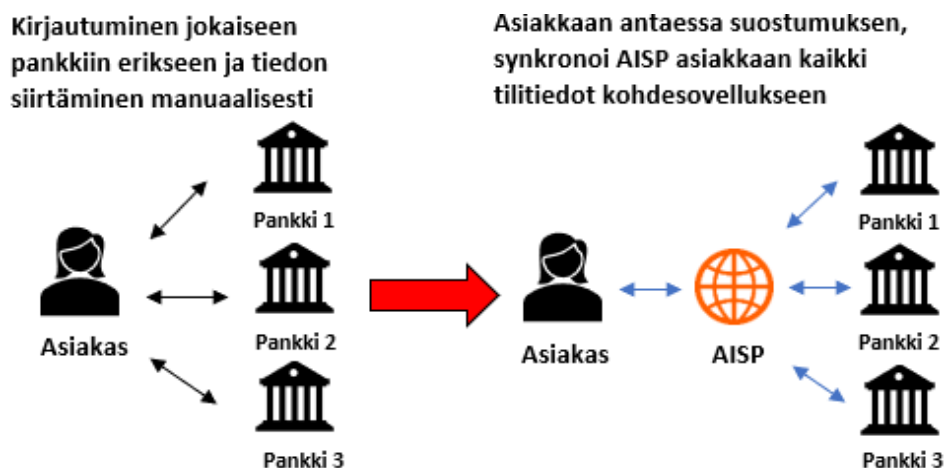 Kirjautuminen jokaiseen
pankkiin erikseen ja tiedon
siirtäminen manuaalisesti
Pankki 1
Pankki 2
Asiakas
Pankki 3
Asiakkaan antaessa suostumuksen,
synkronoi AISP asiakkaan kaikki
tilitiedot kohdesovellukseen
Pankki 1
Pankki 2
Asiakas
AISP
Pankki 3